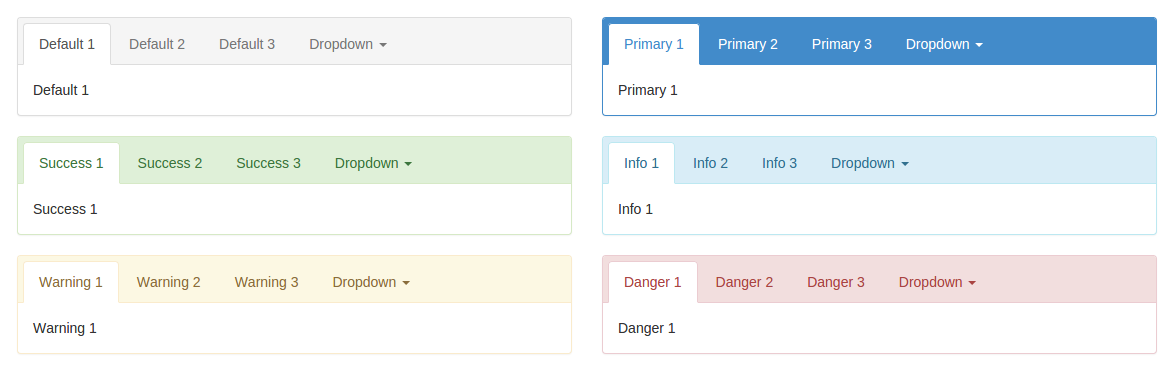 Default 1 Default 2 Default 3 Dropdown
Default 1
Primary 1 Primary 2 Primary 3 Dropdown
Primary 1
Success 1 Success 2 Success 3 Dropdown
Success 1
Info 1 Info 2 Info 3 Dropdown
Info 1
Warning 1 Warning 2 Warning 3 Dropdown
Warning 1
Danger 1 Danger 2 Danger 3 Dropdown
Danger 1